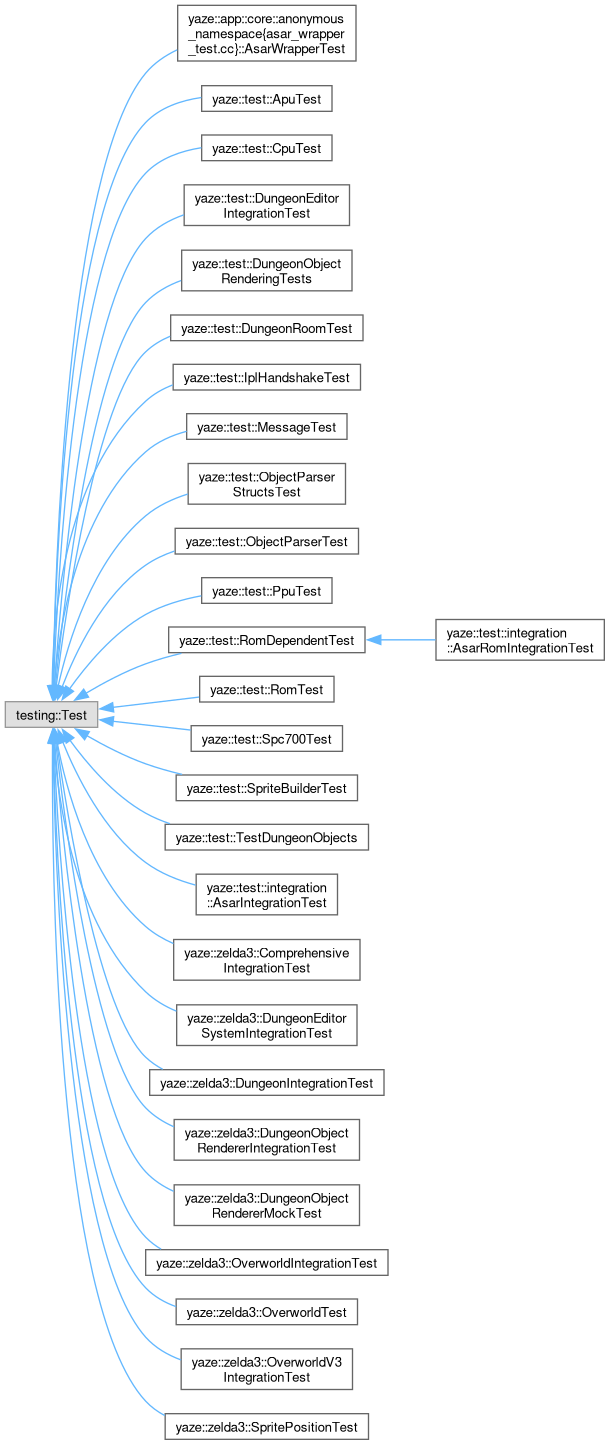 yaze::app::core::anonymous
_namespace{asar_wrapper
_test.cc}::AsarWrapperTest
yaze::test::ApuTest
yaze::test::CpuTest
yaze::test::DungeonEditor
IntegrationTest
yaze::test::DungeonObject
RenderingTests
yaze::test::DungeonRoomTest
yaze::test::IplHandshakeTest
yaze::test::MessageTest
yaze::test::ObjectParser
StructsTest
yaze::test::ObjectParserTest
yaze::test::PpuTest
yaze::test::RomDependentTest
yaze::test::integration
::AsarRomIntegrationTest
yaze::test::RomTest
testing::Test
yaze::test::Spc700Test
yaze::test::SpriteBuilderTest
yaze::test::TestDungeonObjects
yaze::test::integration
::AsarIntegrationTest
yaze::zelda3::Comprehensive
IntegrationTest
yaze::zelda3::DungeonEditor
SystemIntegrationTest
yaze::zelda3::DungeonIntegrationTest
yaze::zelda3::DungeonObject
RendererIntegrationTest
yaze::zelda3::DungeonObject
RendererMockTest
yaze::zelda3::OverworldIntegrationTest
yaze::zelda3::OverworldTest
yaze::zelda3::OverworldV3
IntegrationTest
yaze::zelda3::SpritePositionTest